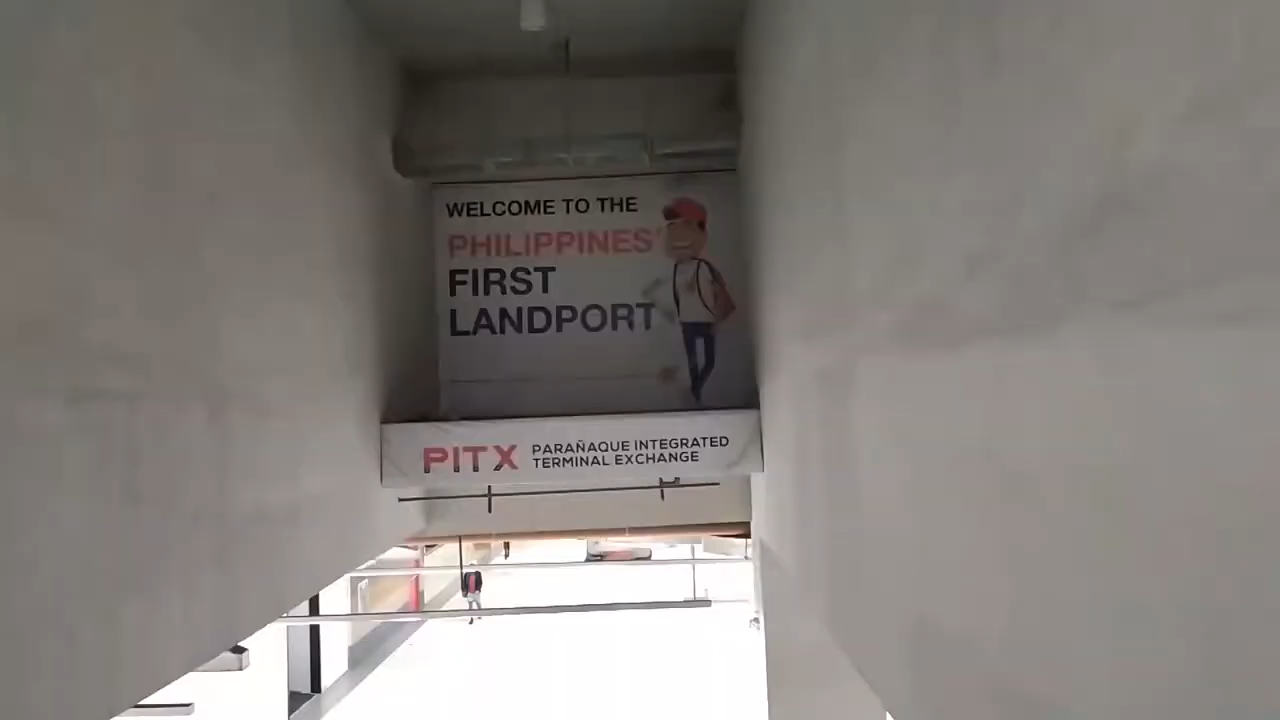 WELCOME TO THE
PHILIPPINES'
FIRST
LANDPORT
PITX
PARAÑAQUE INTEGRATED
TERMINAL EXCHANGE